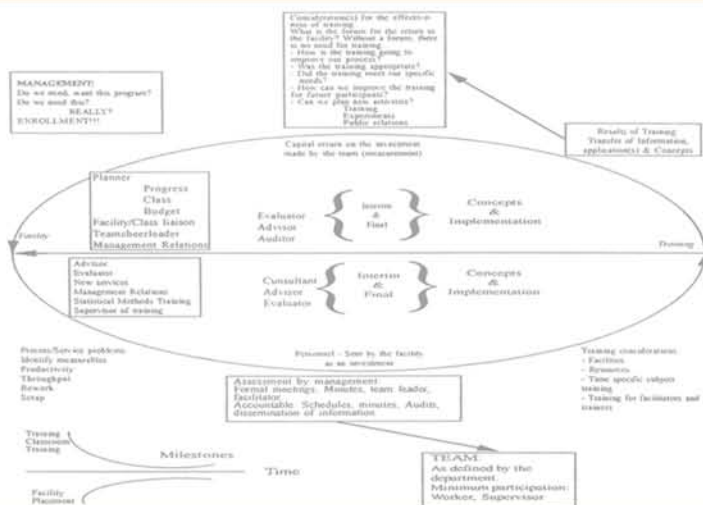 Consideration(s) for the effective-
ness of training
What is the forum for the return to
the facility? Without a forum, there
is no need for training
- How is the training going to
improve our process?
- Was the training appropriate?
- Did the training meet our specific
needs?
- How can we improve the training
for future participants?
- Can we plan new activities?
Training
Experiments
Public relations
MANAGEMENT:
Do we need, want this program?
Do we need this?
REALLY?
ENROLLMENT!!!
Results of Training
Transfer of Information,
application(s) & Concepts
Capital return on the investment
made by the team (measurement)
Planner
Progress
Class
Budget
Facility/Class liaison
Teamcheerleader
Management Relations
Evaluator
Advisor
Auditor
Interim
&
Final
Concepts
&
Implementation
Facility
Training
Advisor
Evaluator
New services
Management Relations
Statistical Methods Training
Supervisor of training
Consultant
Advisor
Evaluator
Interim
&
Final
Concepts
&
Implementation
Personnel - Sent by the facility
as an investment
Process/Service problems
Identify measurables
Productivity
Throughput
Rework
Scrap
Training considerations:
- Facilities
- Resources
- Time specific subject
training
- Training for facilitators and
trainers
Assessment by management:
Formal meetings. Minutes, team leader,
facilitator
Accountable. Schedules, minutes, Audits,
dissemination of information
Training
Classroom
Training
Milestones
Time
Facility
Placement
TEAM:
As defined by the
department.
Minimum participation:
Worker, Supervisor